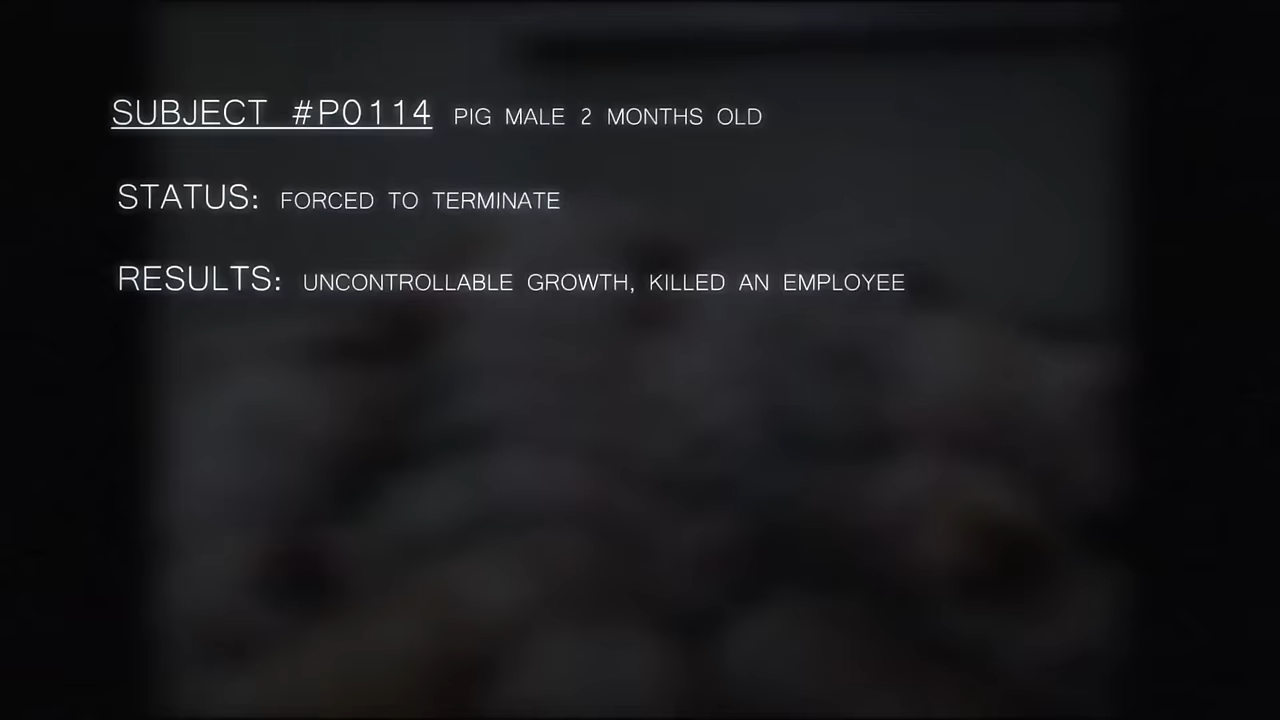 SUBJECT #P0114 PIG MALE 2 MONTHS OLD
STATUS: FORCED TO TERMINATE
RESULTS: UNCONTROLLABLE GROWTH, KILLED AN EMPLOYEE